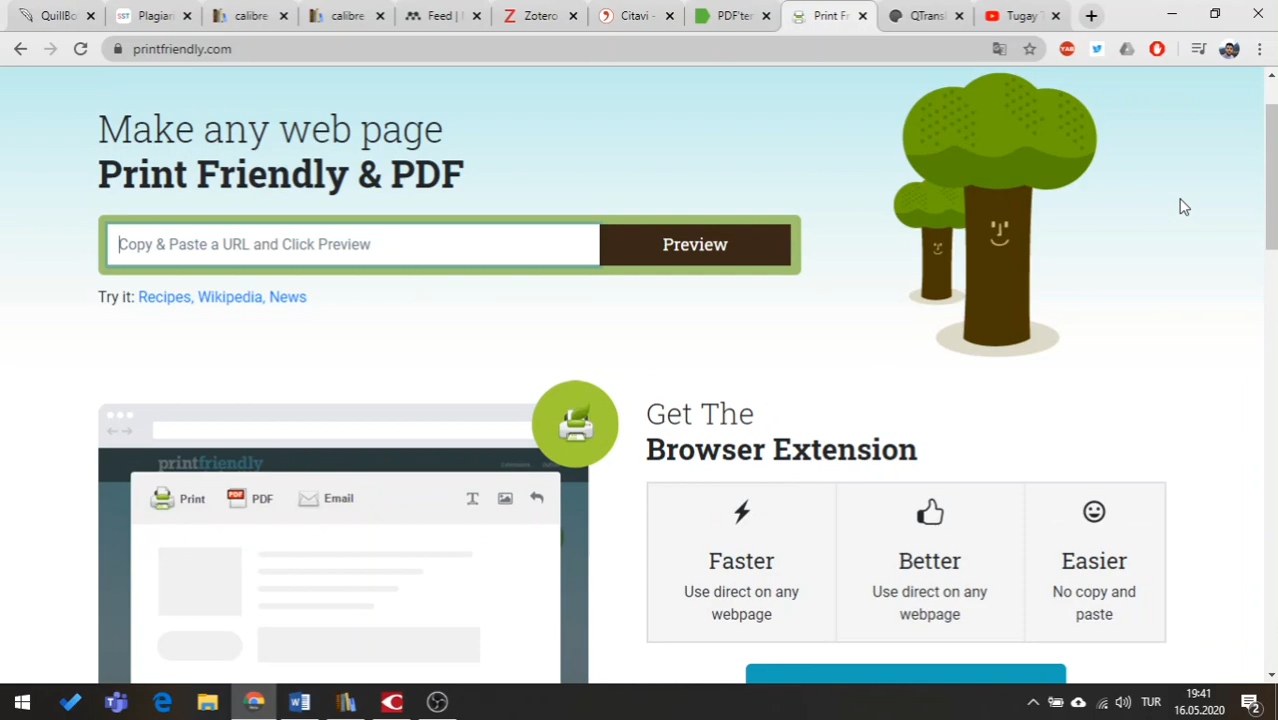 QuillBo
Plagian
calibre
calibre
Feed |
Zotero
Citavi -
PDF'ter
Print Fr
QTransl
Tugay T
printfriendly.com
Make any web page
Print Friendly & PDF
Copy & Paste a URL and Click Preview
Preview
Try it: Recipes, Wikipedia, News
Get The
Browser Extension
printfriendly
Print
PDF
Email
Faster
Use direct on any
webpage
Better
Use direct on any
webpage
Easier
No copy and
paste
TUR
19:41
16.05.2020
2